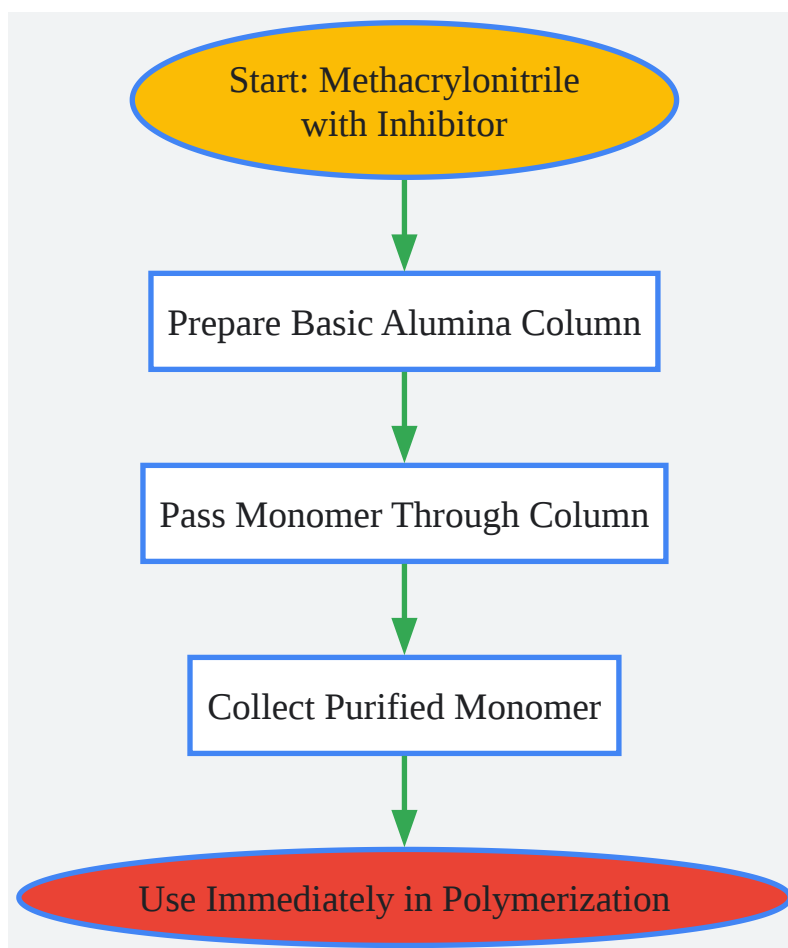 Start: Methacrylonitrile
with Inhibitor
Prepare Basic Alumina Column
Pass Monomer Through Column
Collect Purified Monomer
Use Immediately in Polymerization